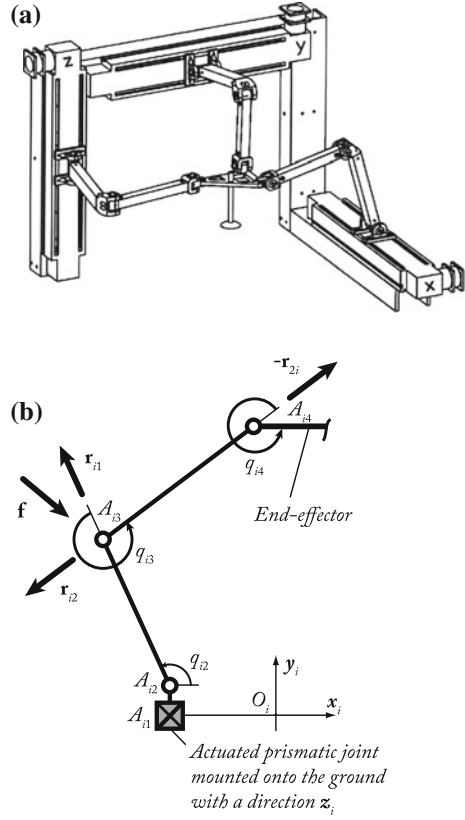 (a)
z
y
x
(b)
-r2i
Ai4
ri1
qi4
f
Ai3
End-effector
qi3
ri2
qi2
Ai2
yi
Oi
xi
Ai1
Actuated prismatic joint
mounted onto the ground
with a direction zi